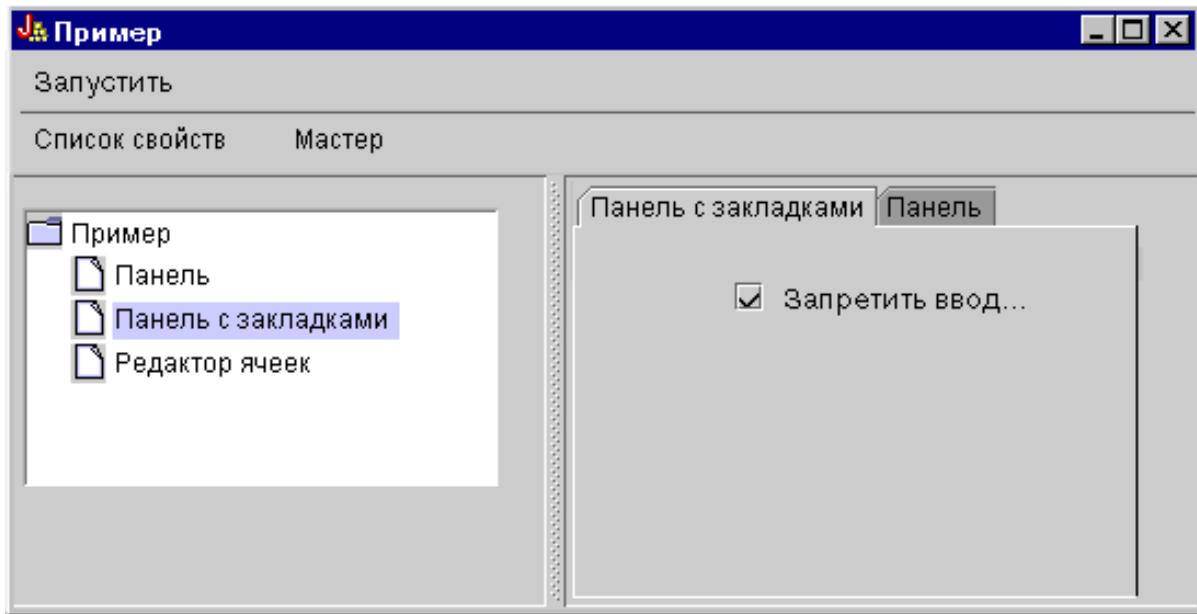 Пример
Запустить
Список свойств Мастер
Пример
Панель
Панель с закладками
Редактор ячеек
Панель с закладками Панель
Запретить ввод...